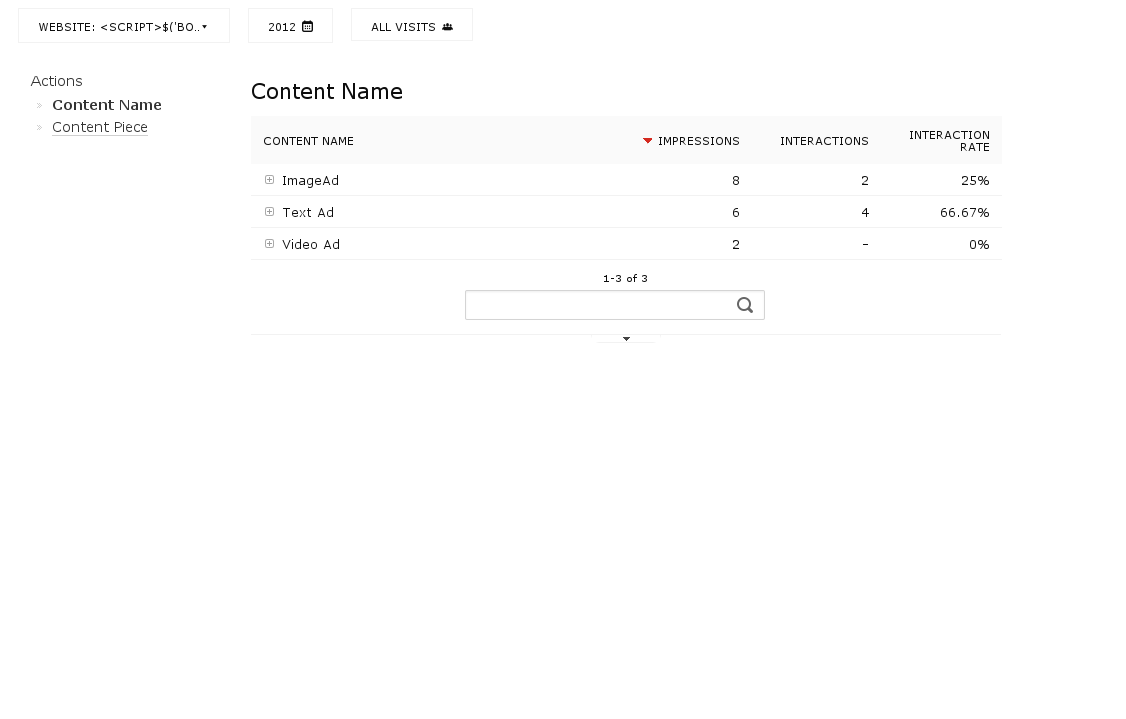 WEBSITE: <SCRIPT>$('BO..
2012
ALL VISITS
Actions
Content Name
Content Piece
Content Name
CONTENT NAME IMPRESSIONS INTERACTIONS INTERACTION RATE
ImageAd 8 2 25%
Text Ad 6 4 66.67%
Video Ad 2 - 0%
1-3 of 3